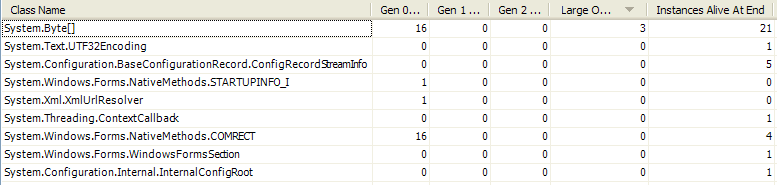 Class Name Gen 0... Gen 1 ... Gen 2 ... Large O... Instances Alive At End
System.Byte[] 16 0 0 3 21
System.Text.UTF32Encoding 0 0 0 0 1
System.Configuration.BaseConfigurationRecord.ConfigRecordStreamInfo 0 0 0 0 5
System.Windows.Forms.NativeMethods.STARTUPINFO_I 1 0 0 0 0
System.Xml.XmlUrlResolver 1 0 0 0 0
System.Threading.ContextCallback 0 0 0 0 1
System.Windows.Forms.NativeMethods.COMRECT 16 0 0 0 4
System.Windows.Forms.WindowsFormsSection 0 0 0 0 1
System.Configuration.Internal.InternalConfigRoot 0 0 0 0 1